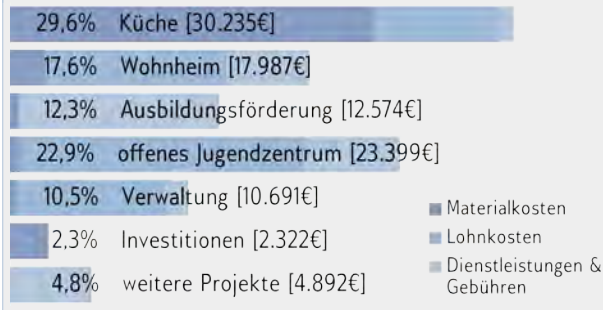 29,6% Küche [30.235€]
17,6% Wohnheim [17.987€]
12,3% Ausbildungsförderung [12.574€]
22,9% offenes Jugendzentrum [23.399€]
10,5% Verwaltung [10.691€]
2,3% Investitionen [2.322€]
4,8% weitere Projekte [4.892€]
Materialkosten
Lohnkosten
Dienstleistungen &
Gebühren